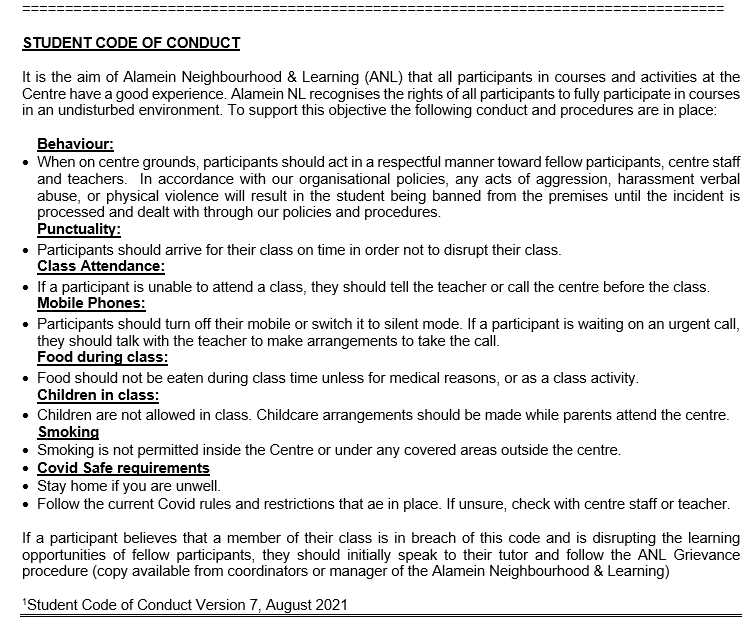 ================================================================================
STUDENT CODE OF CONDUCT
It is the aim of Alamein Neighbourhood & Learning (ANL) that all participants in courses and activities at the
Centre have a good experience. Alamein NL recognises the rights of all participants to fully participate in courses
in an undisturbed environment. To support this objective the following conduct and procedures are in place:
Behaviour:
• When on centre grounds, participants should act in a respectful manner toward fellow participants, centre staff
and teachers. In accordance with our organisational policies, any acts of aggression, harassment verbal
abuse, or physical violence will result in the student being banned from the premises until the incident is
processed and dealt with through our policies and procedures.
Punctuality:
• Participants should arrive for their class on time in order not to disrupt their class.
Class Attendance:
• If a participant is unable to attend a class, they should tell the teacher or call the centre before the class.
Mobile Phones:
• Participants should turn off their mobile or switch it to silent mode. If a participant is waiting on an urgent call,
they should talk with the teacher to make arrangements to take the call.
Food during class:
• Food should not be eaten during class time unless for medical reasons, or as a class activity.
Children in class:
• Children are not allowed in class. Childcare arrangements should be made while parents attend the centre.
Smoking
• Smoking is not permitted inside the Centre or under any covered areas outside the centre.
• Covid Safe requirements
• Stay home if you are unwell.
• Follow the current Covid rules and restrictions that ae in place. If unsure, check with centre staff or teacher.
If a participant believes that a member of their class is in breach of this code and is disrupting the learning
opportunities of fellow participants, they should initially speak to their tutor and follow the ANL Grievance
procedure (copy available from coordinators or manager of the Alamein Neighbourhood & Learning)
¹Student Code of Conduct Version 7, August 2021